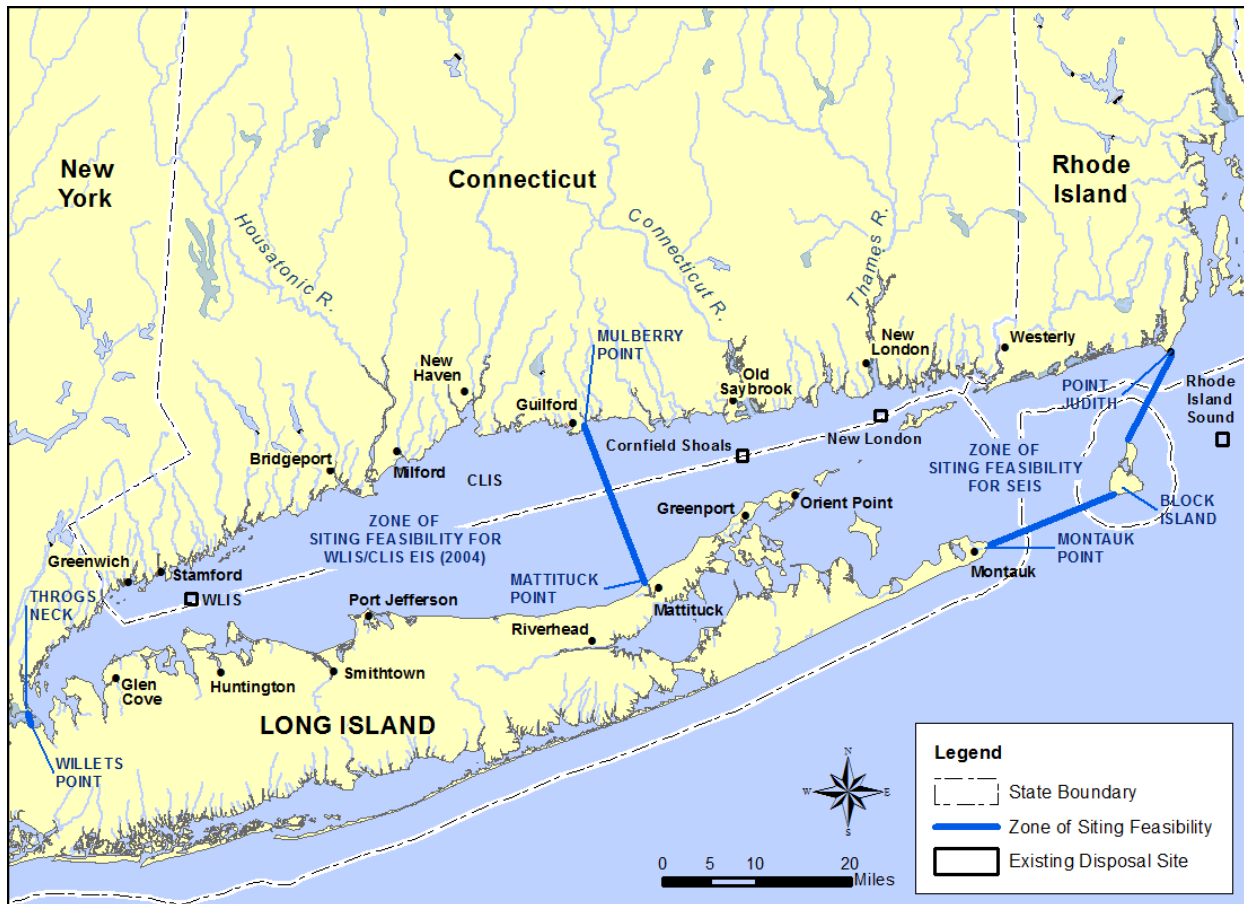 New
York
Connecticut
Rhode
Island
Housatonic R.
Connecticut R.
Thames R.
MULBERRY
POINT
New
Haven
Guilford
Old
Saybrook
New
London
Westerly
POINT
JUDITH
Rhode
Island
Sound
Bridgeport
Milford
CLIS
Cornfield Shoals
New London
ZONE OF
SITING FEASIBILITY
FOR SEIS
BLOCK
ISLAND
ZONE OF
SITING FEASIBILITY FOR
WLIS/CLIS EIS (2004)
Greenport
Orient Point
MONTAUK
POINT
Montauk
Greenwich
Stamford
WLIS
THROGS
NECK
MATTITUCK
POINT
Mattituck
Port Jefferson
Riverhead
Glen
Cove
Huntington
Smithtown
LONG ISLAND
WILLETS
POINT
N
W
E
S
0 5 10 20
Miles
Legend
State Boundary
Zone of Siting Feasibility
Existing Disposal Site